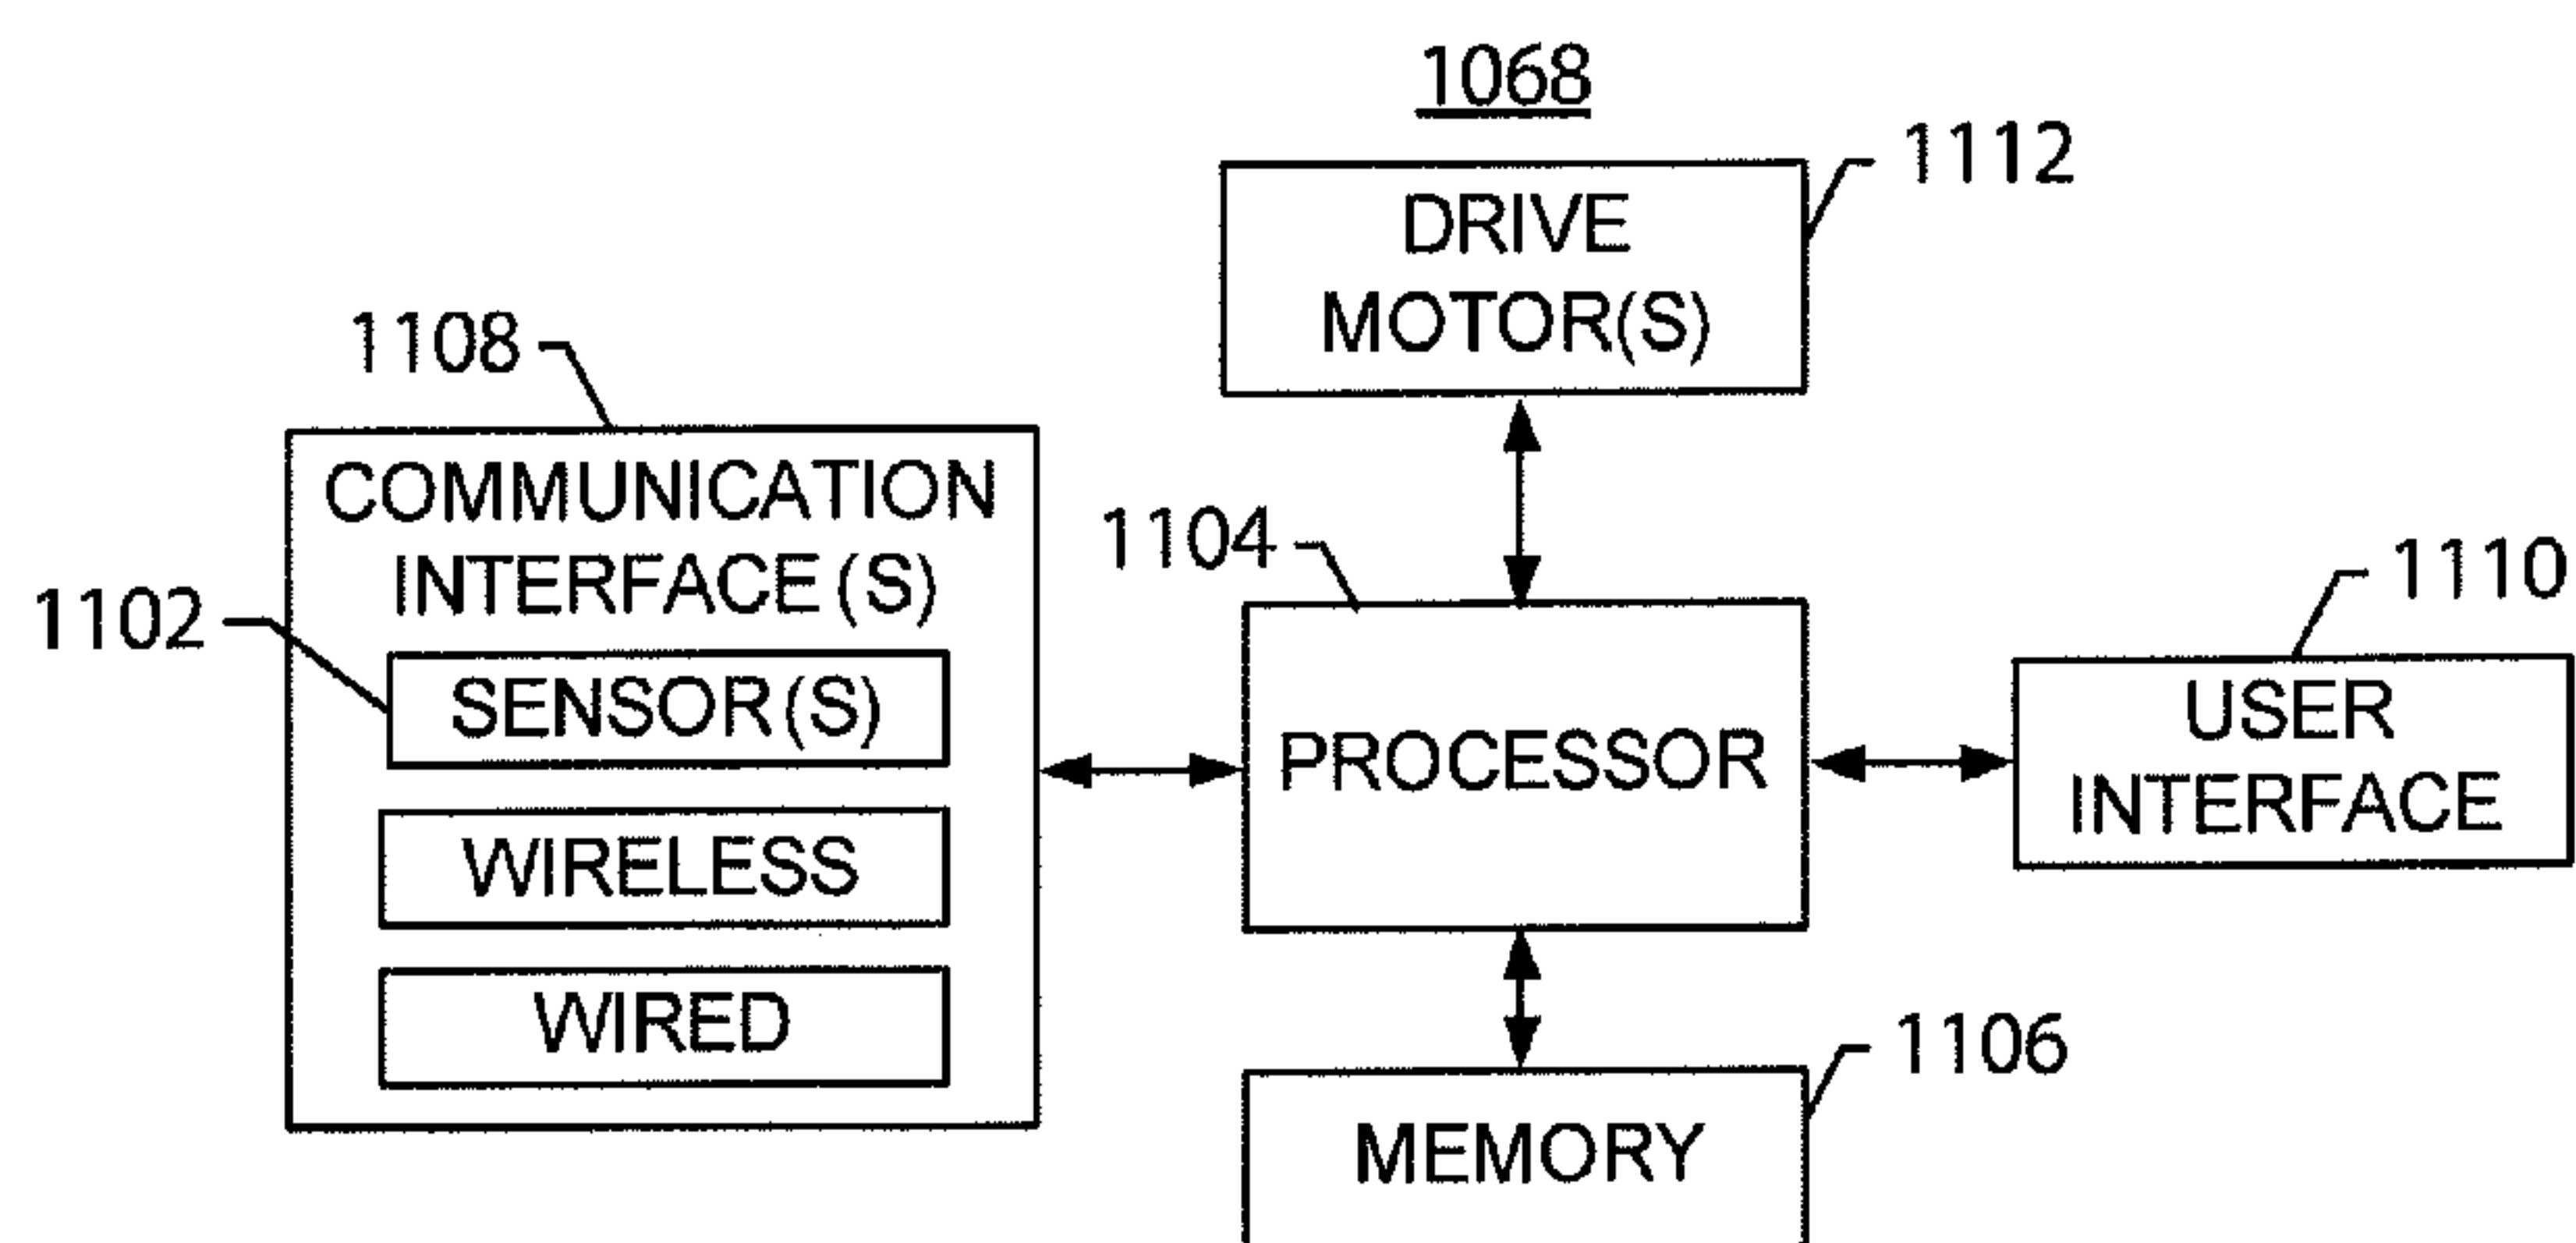 1068
1112
DRIVE
MOTOR(S)
1108
COMMUNICATION
INTERFACE(S)
1102
SENSOR(S)
WIRELESS
WIRED
1104
PROCESSOR
1110
USER
INTERFACE
1106
MEMORY